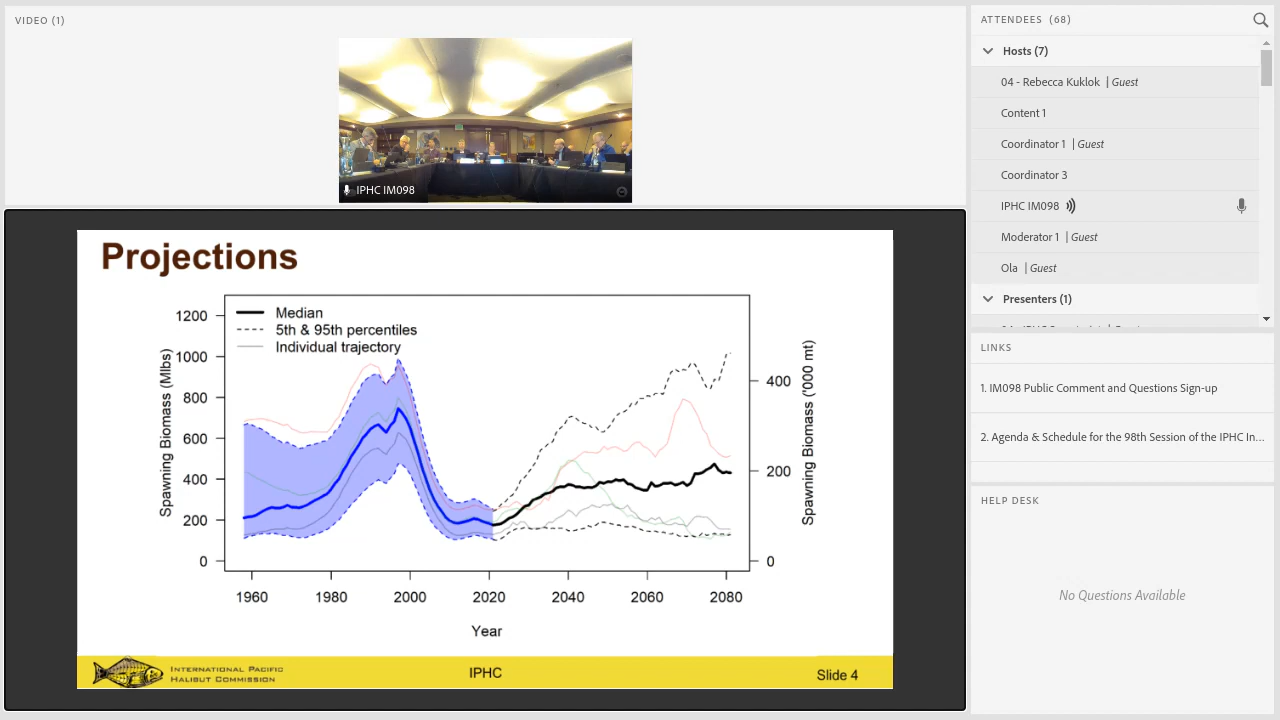 VIDEO (1)
IPHC IM098
Projections
Median
5th & 95th percentiles
Individual trajectory
Spawning Biomass (Mlbs)
1200
1000
800
600
400
200
0
400
200
0
Spawning Biomass ('000 mt)
1960 1980 2000 2020 2040 2060 2080
Year
INTERNATIONAL PACIFIC
HALIBUT COMMISSION
IPHC
Slide 4
ATTENDEES (68)
Hosts (7)
04 - Rebecca Kuklok | Guest
Content 1
Coordinator 1 | Guest
Coordinator 3
IPHC IM098
Moderator 1 | Guest
Ola | Guest
Presenters (1)
LINKS
1. IM098 Public Comment and Questions Sign-up
2. Agenda & Schedule for the 98th Session of the IPHC In...
HELP DESK
No Questions Available